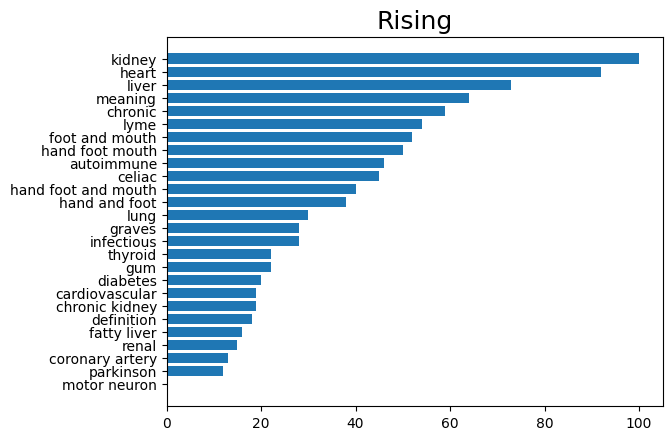 Rising
kidney
heart
liver
meaning
chronic
lyme
foot and mouth
hand foot mouth
autoimmune
celiac
hand foot and mouth
hand and foot
lung
graves
infectious
thyroid
gum
diabetes
cardiovascular
chronic kidney
definition
fatty liver
renal
coronary artery
parkinson
motor neuron
0 20 40 60 80 100